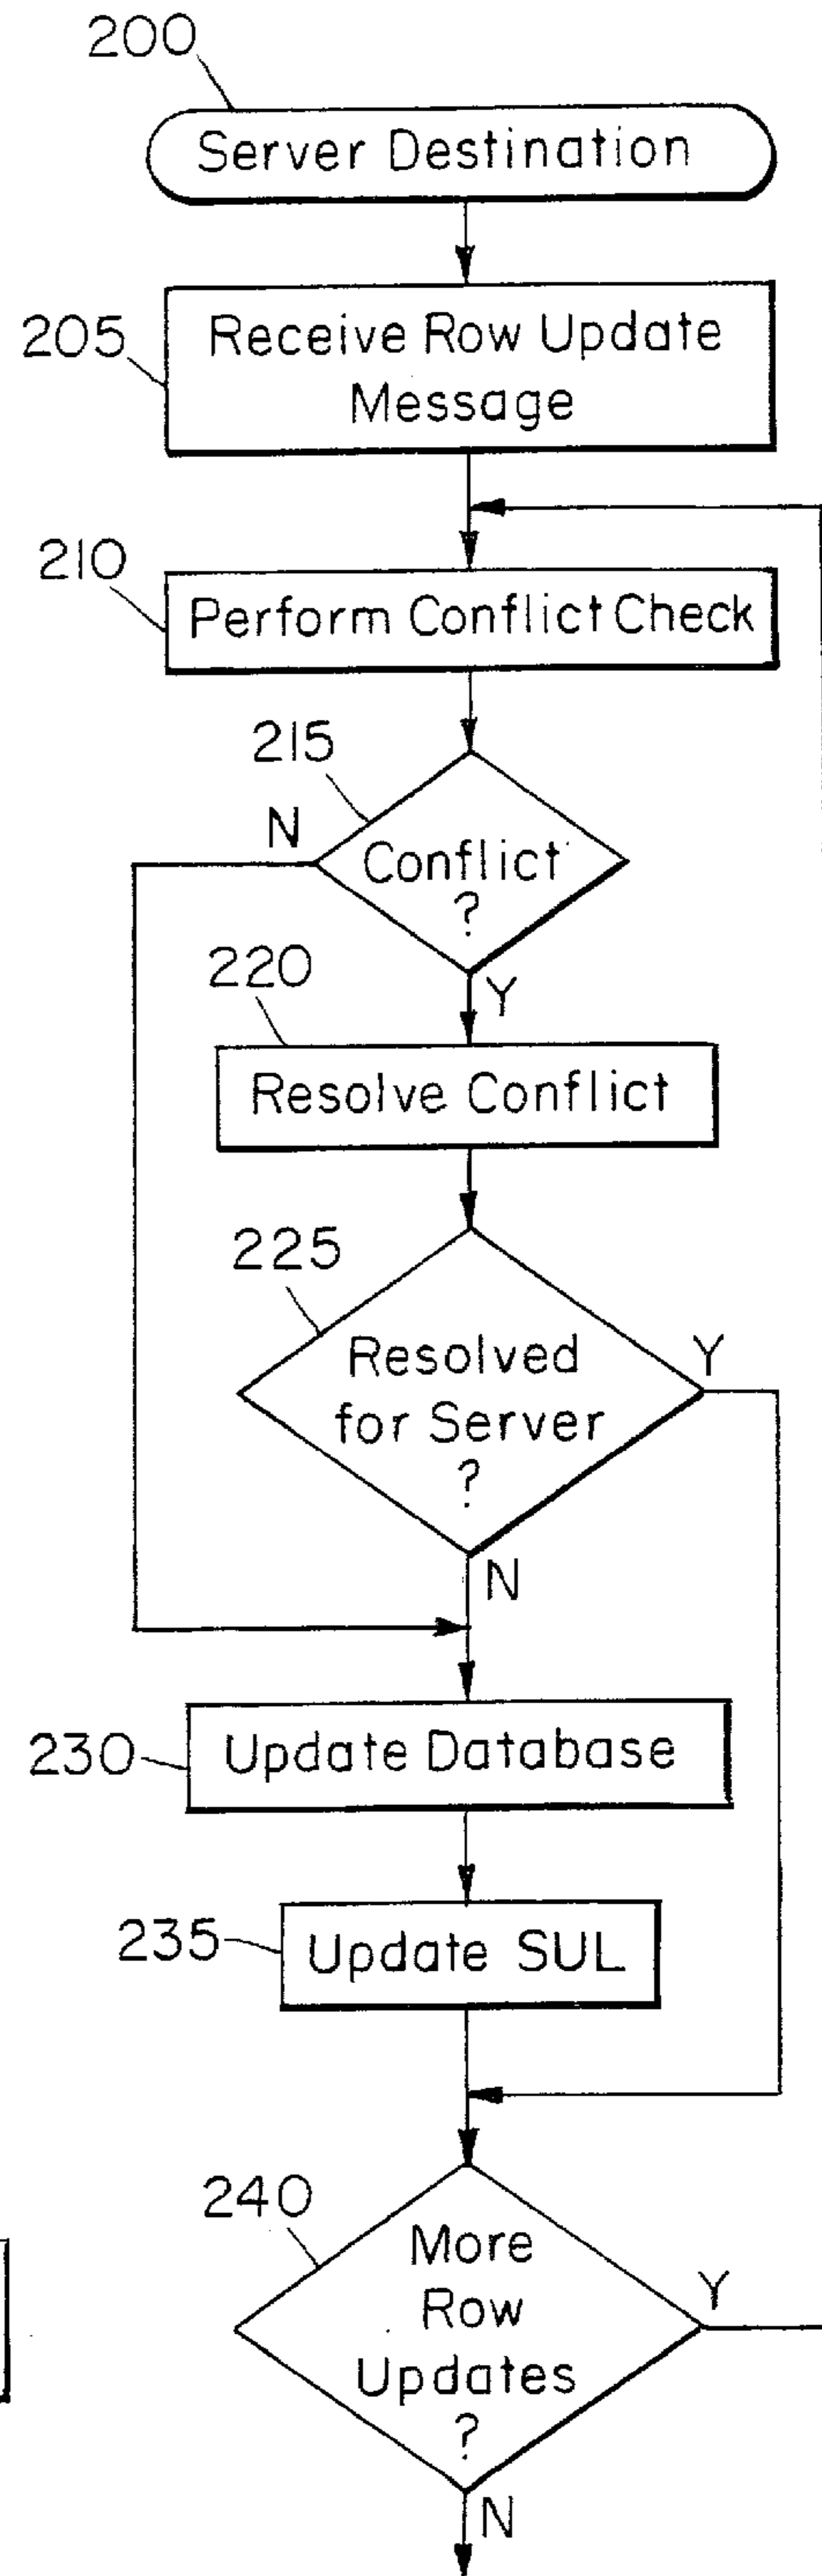 200
Server Destination
205
Receive Row Update
Message
210
Perform Conflict Check
215
N
Conflict
?
Y
220
Resolve Conflict
225
Resolved
for Server
?
Y
N
230
Update Database
235
Update SUL
240
More
Row
Updates
?
Y
N